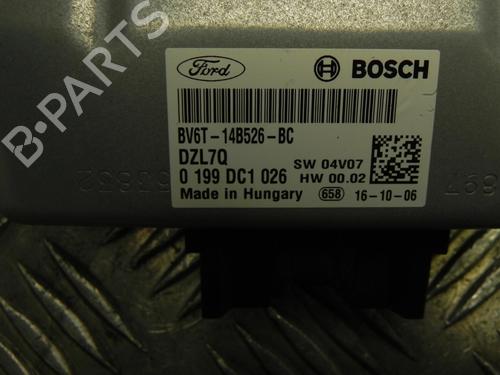 B-PARTS
Ford
BOSCH
BV6T-14B526-BC
DZL7Q
SW 04V07
0 199 DC1 026
HW 00.02
Made in Hungary
658
16-10-06